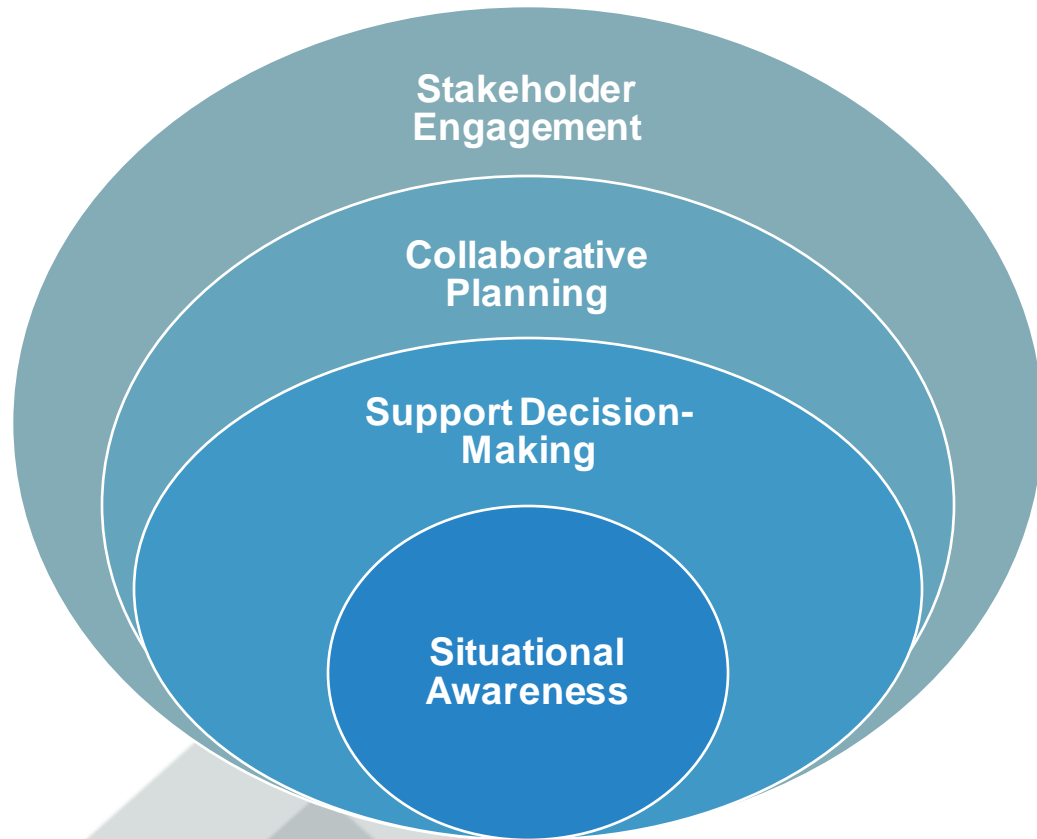 Stakeholder
Engagement
Collaborative
Planning
Support Decision-
Making
Situational
Awareness